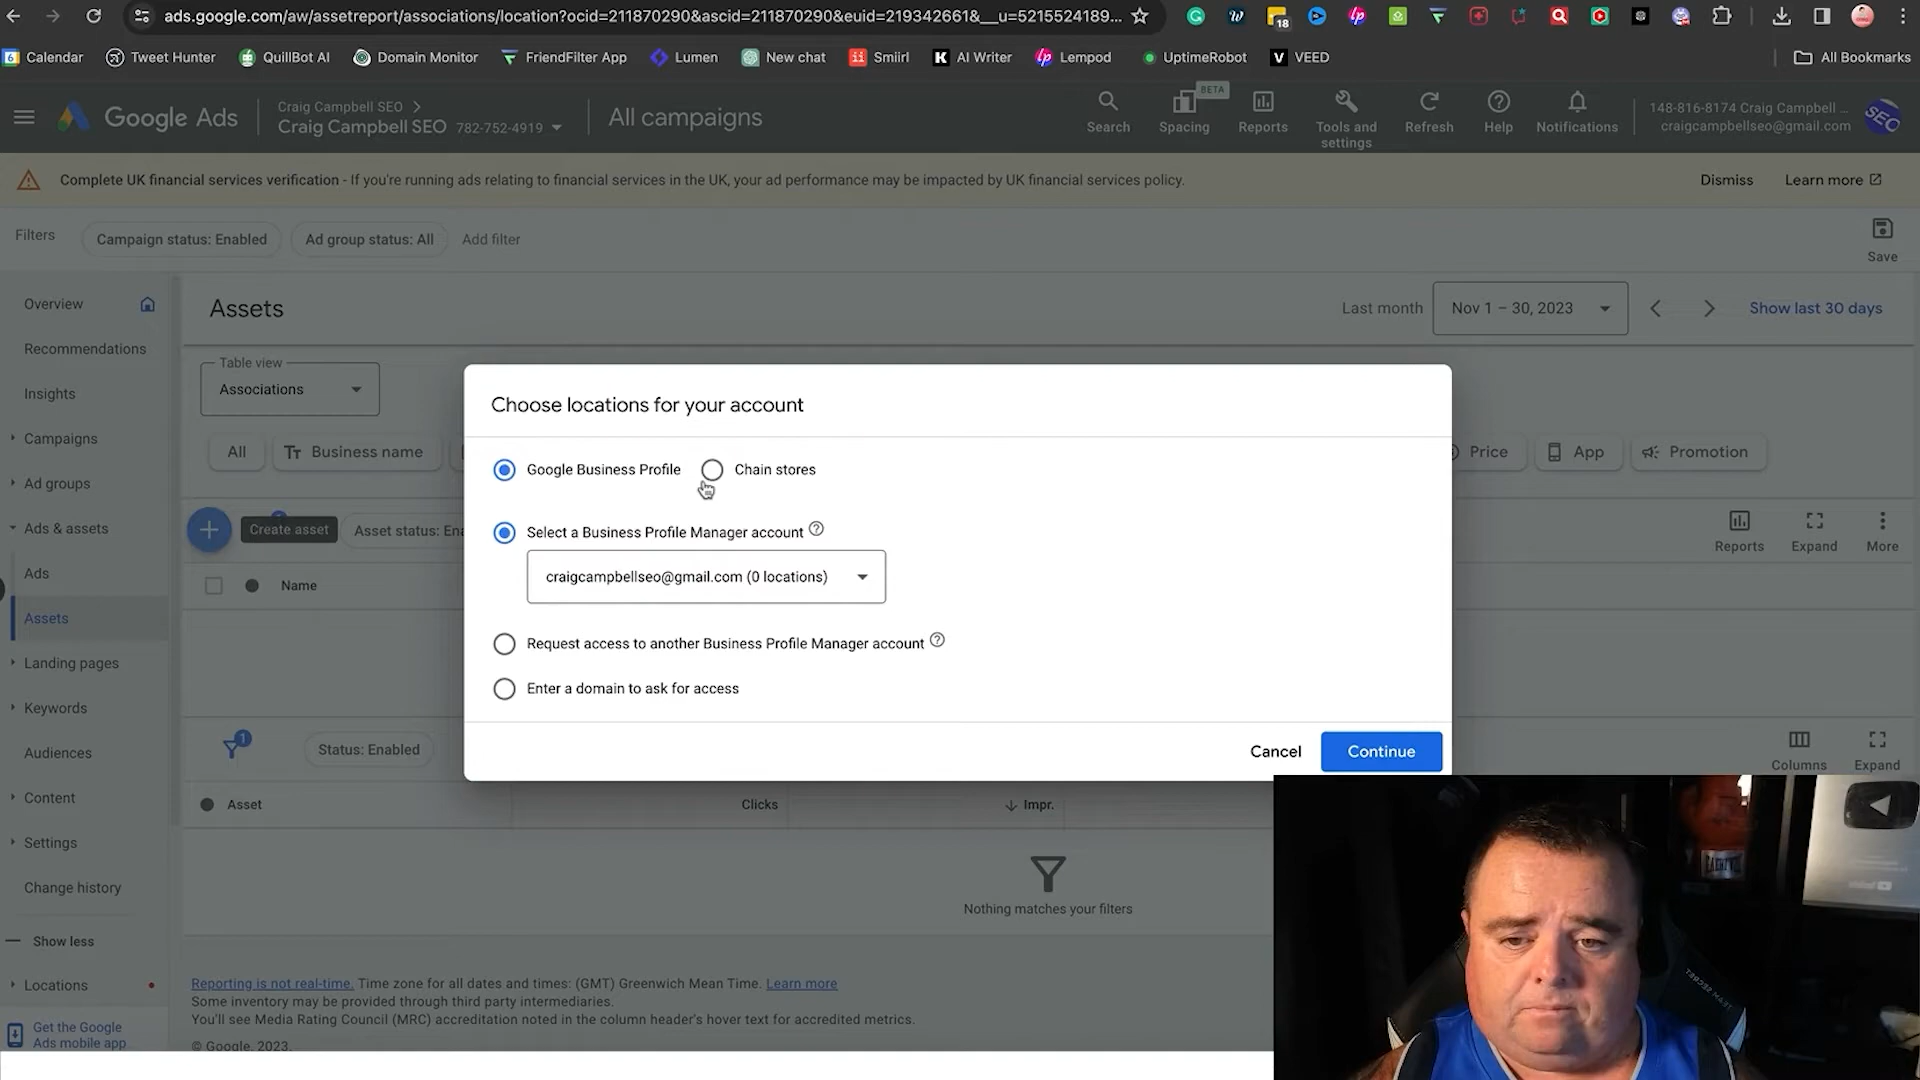 ads.google.com/aw/assetreport/associations/location?ocid=211870290&ascid=211870290&euid=219342661&__u=5215524189...
18
Calendar
Tweet Hunter
QuillBot AI
Domain Monitor
FriendFilter App
Lumen
New chat
Smiirl
AI Writer
Lempod
UptimeRobot
VEED
All Bookmarks
Google Ads
Craig Campbell SEO
Craig Campbell SEO 782-752-4919
All campaigns
Search
Spacing
BETA
Reports
Tools and
settings
Refresh
Help
Notifications
148-816-8174 Craig Campbell ...
craigcampbellseo@gmail.com
SEO
Complete UK financial services verification - If you're running ads relating to financial services in the UK, your ad performance may be impacted by UK financial services policy.
Dismiss
Learn more
Filters
Campaign status: Enabled
Ad group status: All
Add filter
Save
Overview
Recommendations
Insights
Campaigns
Ad groups
Ads & assets
Ads
Assets
Landing pages
Keywords
Audiences
Content
Settings
Change history
Show less
Locations
Get the Google
Ads mobile app
Assets
Last month
Nov 1 – 30, 2023
Show last 30 days
Table view
Associations
All
Business name
Price
App
Promotion
Create asset
Asset status: Ena
Reports
Expand
More
Name
Choose locations for your account
Google Business Profile
Chain stores
Select a Business Profile Manager account
craigcampbellseo@gmail.com (0 locations)
Request access to another Business Profile Manager account
Enter a domain to ask for access
Cancel
Continue
1
Status: Enabled
Columns
Expand
Asset
Clicks
Impr.
Nothing matches your filters
Reporting is not real-time. Time zone for all dates and times: (GMT) Greenwich Mean Time. Learn more
Some inventory may be provided through third party intermediaries.
You'll see Media Rating Council (MRC) accreditation noted in the column header's hover text for accredited metrics.
© Google, 2023.